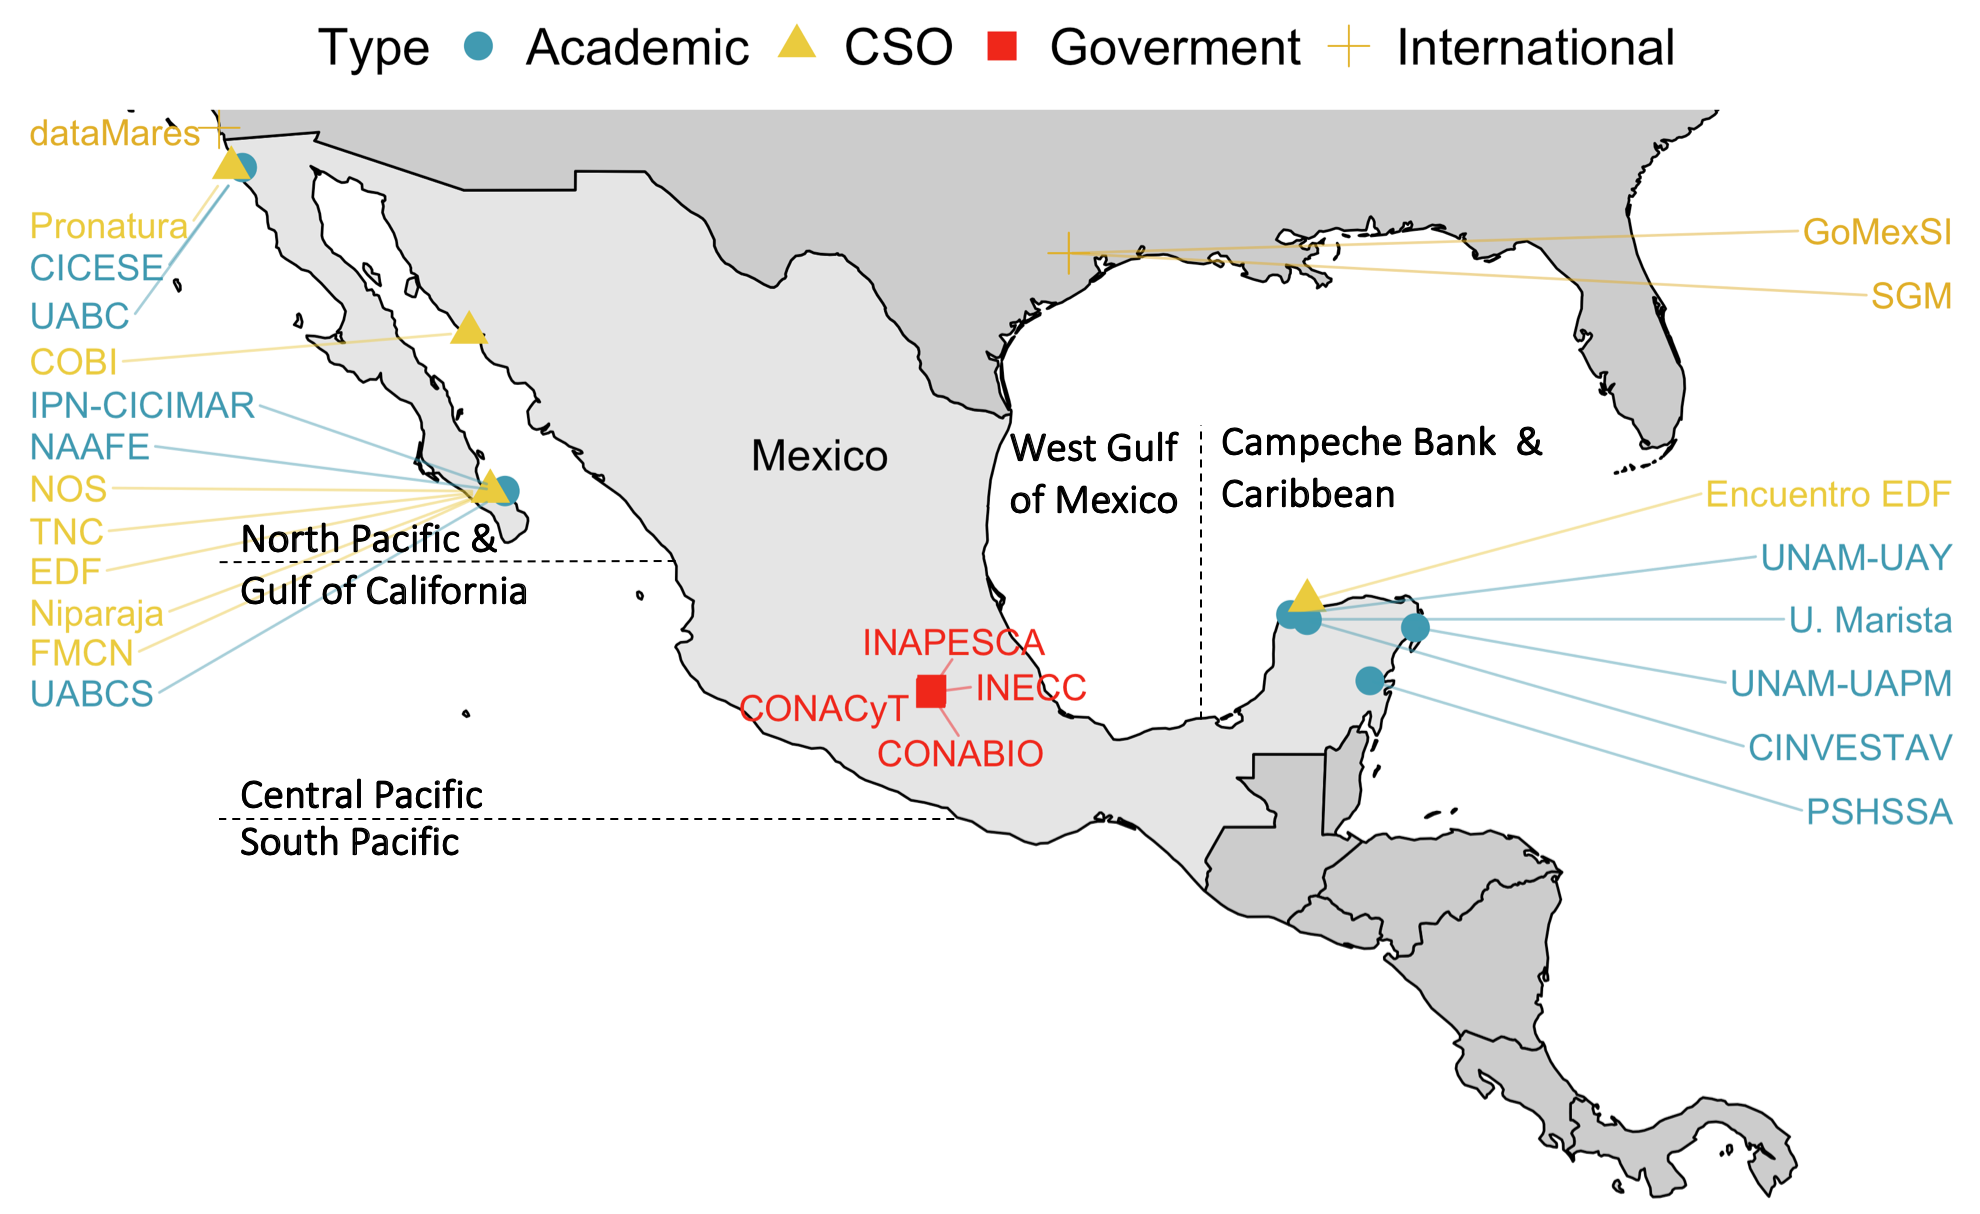 Type Academic CSO Goverment International
dataMares
Pronatura
CICESE
UABC
COBI
IPN-CICIMAR
NAAFE
NOS
TNC
EDF
Niparaja
FMCN
UABCS
North Pacific &
Gulf of California
Central Pacific
South Pacific
Mexico
INAPESCA
INECC
CONACyT
CONABIO
West Gulf
of Mexico
Campeche Bank &
Caribbean
GoMexSI
SGM
Encuentro EDF
UNAM-UAY
U. Marista
UNAM-UAPM
CINVESTAV
PSHSSA